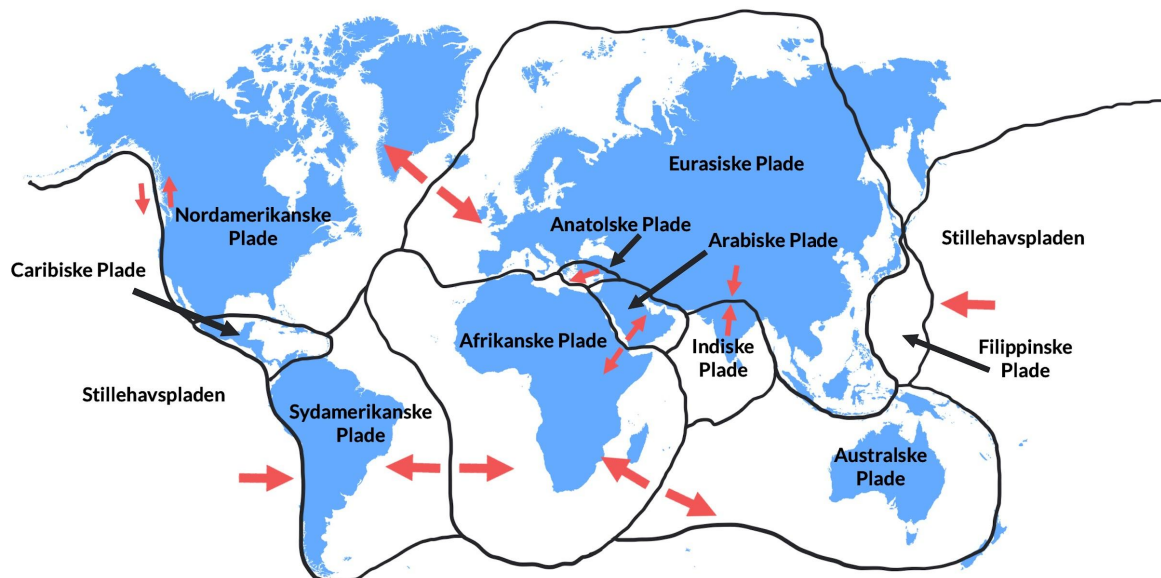 Eurasiske Plade
Nordamerikanske
Plade
Anatolske Plade
Arabiske Plade
Stillehavspladen
Caribiske Plade
Afrikanske Plade
Indiske
Plade
Filippinske
Plade
Stillehavspladen
Sydamerikanske
Plade
Australske
Plade